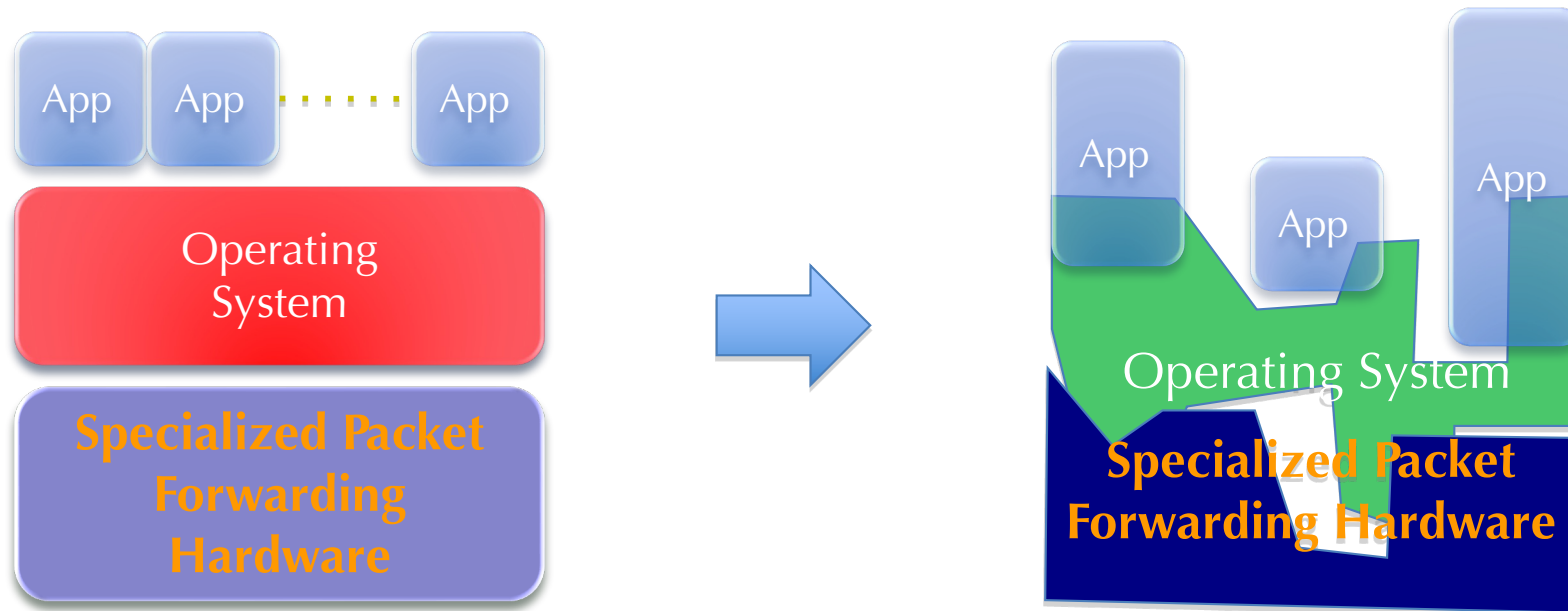 App
App
App
Operating
System
Specialized Packet
Forwarding
Hardware
App
App
App
Operating System
Specialized Packet
Forwarding Hardware